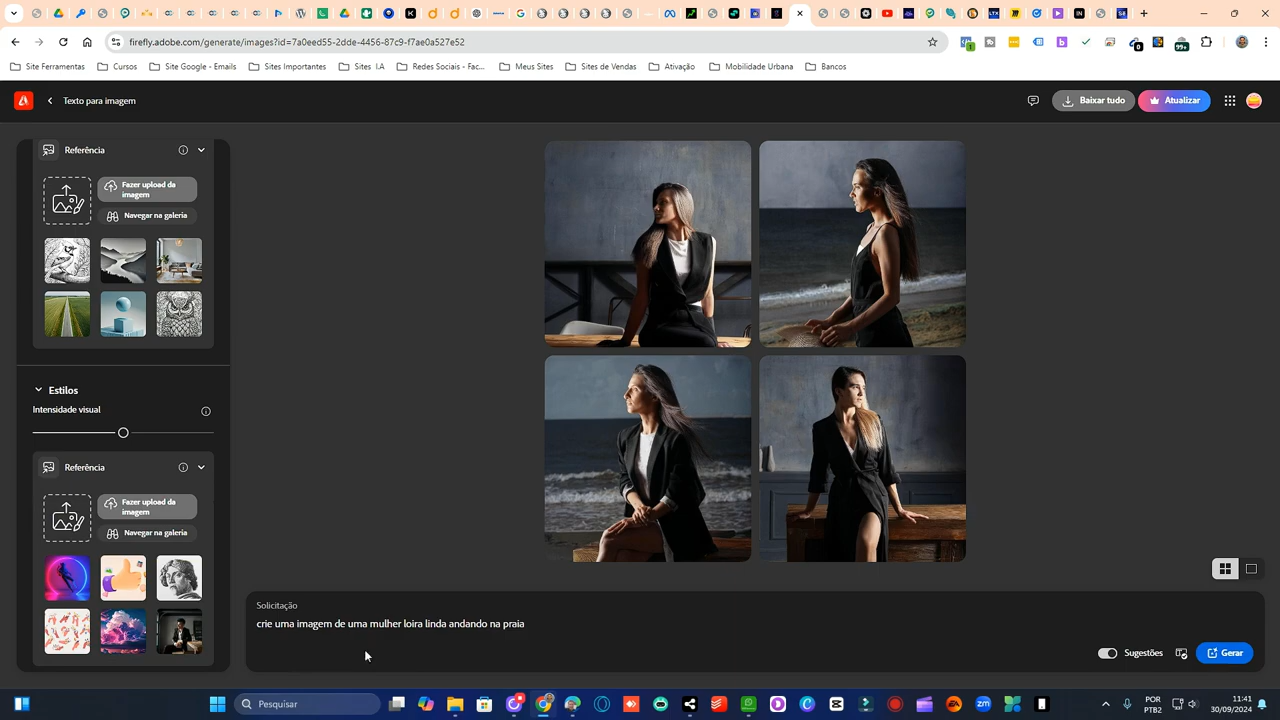 firefly.adobe.com/generate/images?id=7a0eed55-2dde-4456-87c9-f7ae0a527e52
Site Ferramentas
Cursos
Site Google - Emails
Sites Importantes
Sites I.A
Redes Sociais - Fac...
Meus Sites
Sites de Vendas
Ativação
Mobilidade Urbana
Bancos
Texto para imagem
Baixar tudo
Atualizar
Referência
Fazer upload da
imagem
Navegar na galeria
Estilos
Intensidade visual
Referência
Fazer upload da
imagem
Navegar na galeria
Solicitação
crie uma imagem de uma mulher loira linda andando na praia
Sugestões
Gerar
Pesquisar
POR
PTB2
11:41
30/09/2024